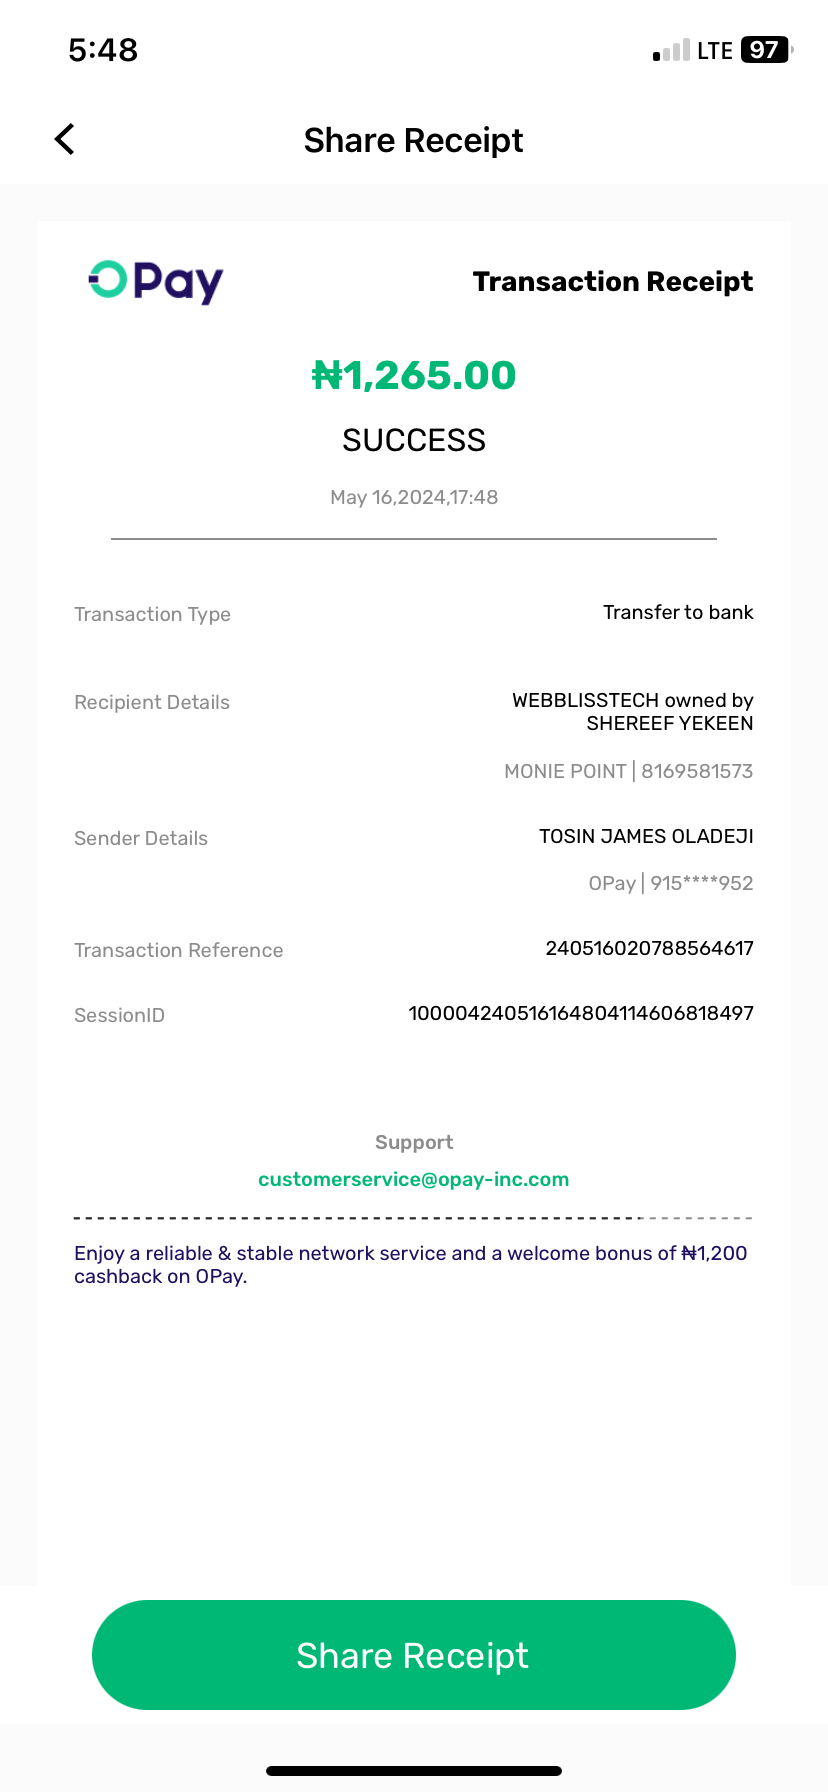 5:48
LTE 97
Share Receipt
OPay
Transaction Receipt
₦1,265.00
SUCCESS
May 16,2024,17:48
Transaction Type
Transfer to bank
Recipient Details
WEBBLISSTECH owned by
SHEREEF YEKEEN
MONIE POINT | 8169581573
Sender Details
TOSIN JAMES OLADEJI
OPay | 915****952
Transaction Reference
240516020788564617
SessionID
100004240516164804114606818497
Support
customerservice@opay-inc.com
Enjoy a reliable & stable network service and a welcome bonus of ₦1,200
cashback on OPay.
Share Receipt